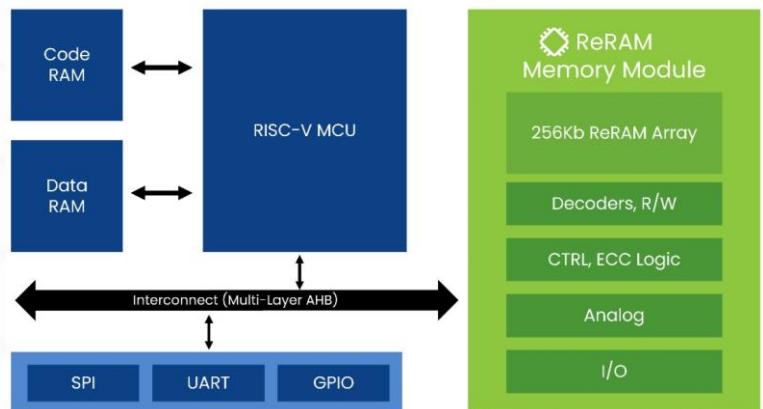 Code
RAM
Data
RAM
RISC-V MCU
Interconnect (Multi-Layer AHB)
SPI
UART
GPIO
ReRAM
Memory Module
256Kb ReRAM Array
Decoders, R/W
CTRL, ECC Logic
Analog
I/O